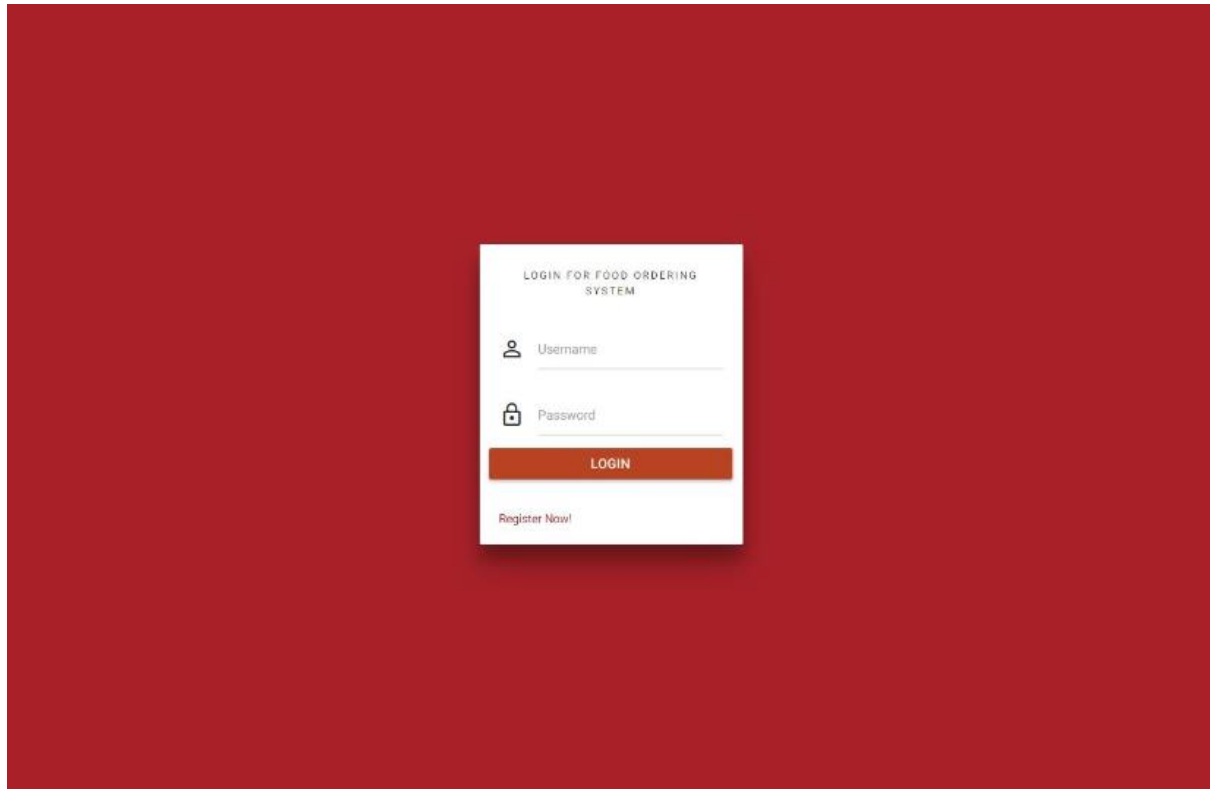 LOGIN FOR FOOD ORDERING
SYSTEM
Username
Password
LOGIN
Register Now!